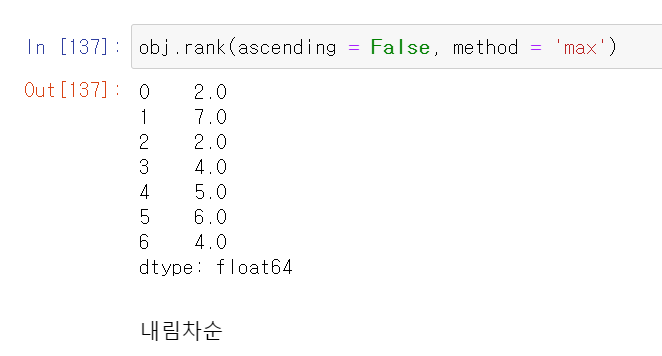 In [137]: obj.rank(ascending = False, method = 'max')
Out[137]: 0    2.0
1    7.0
2    2.0
3    4.0
4    5.0
5    6.0
6    4.0
dtype: float64
내림차순